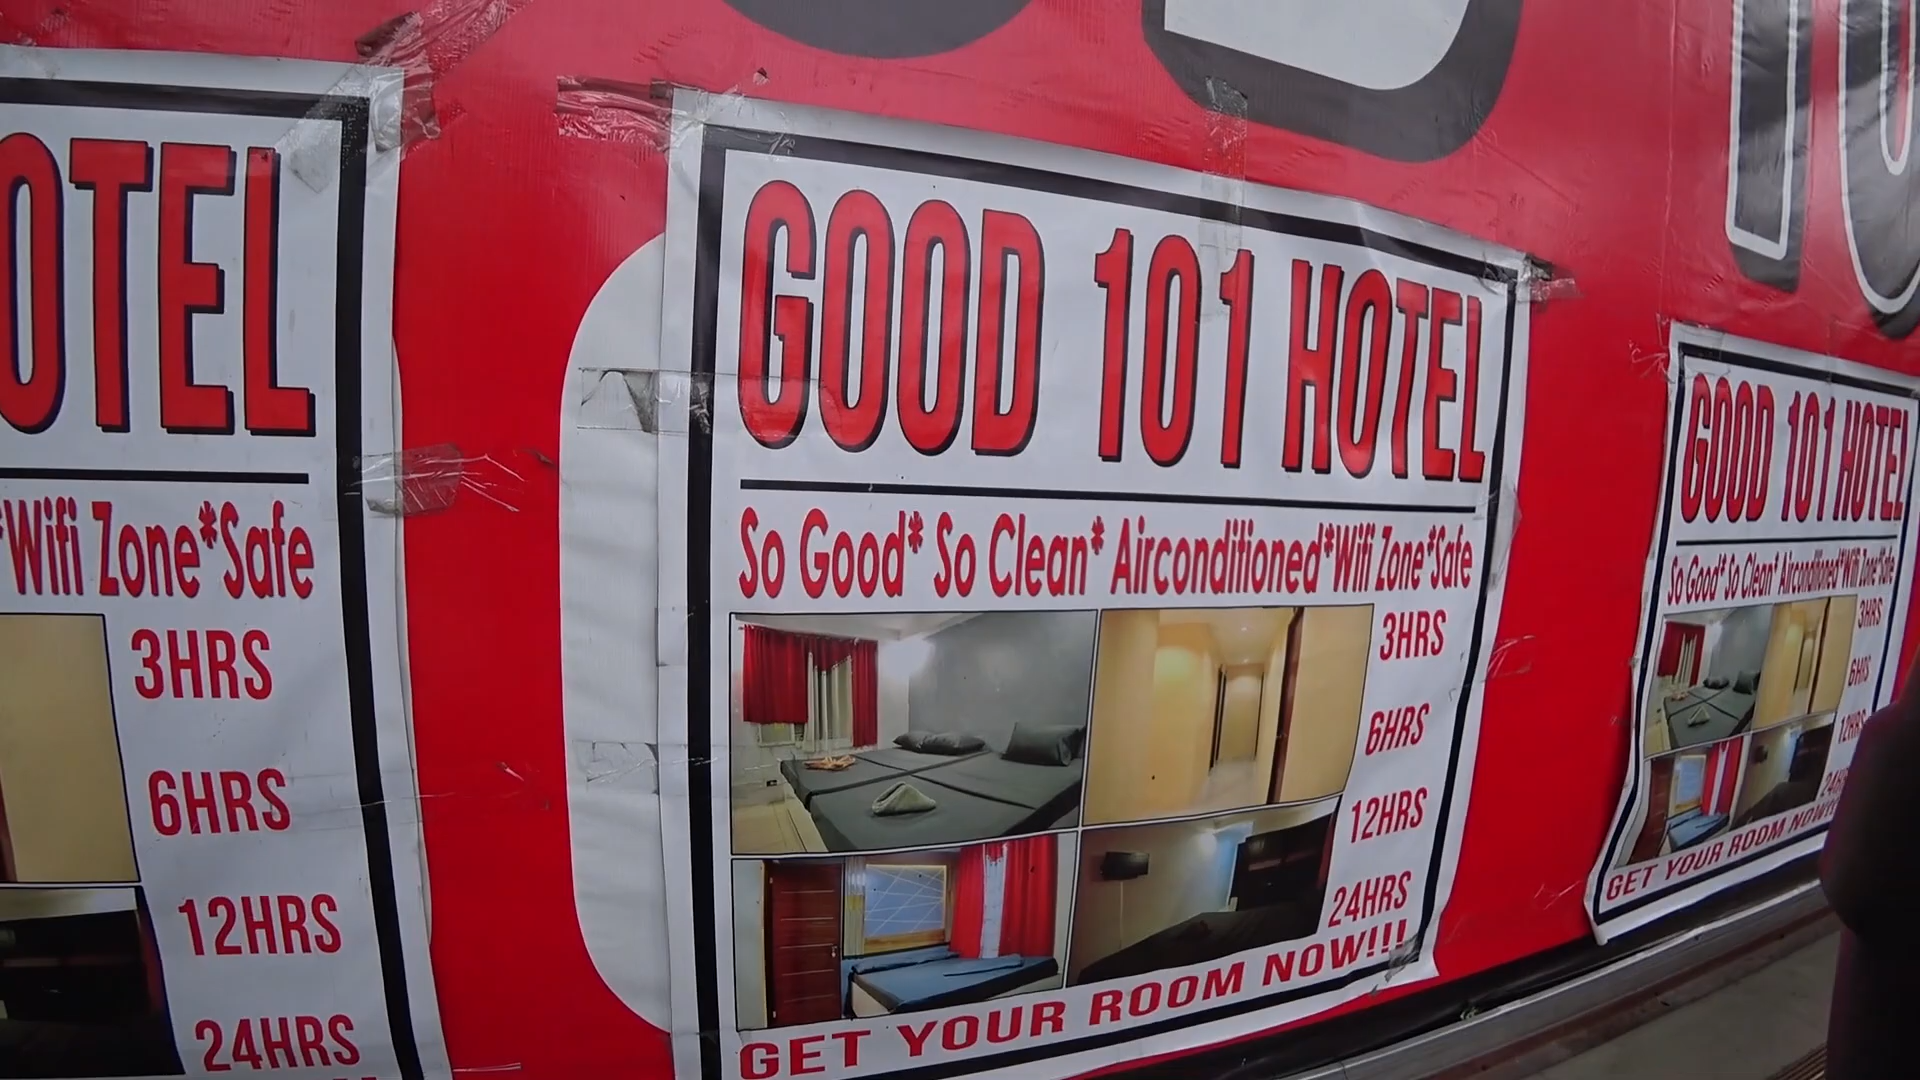 OTEL
*Wifi Zone*Safe
3HRS
6HRS
12HRS
24HRS
GOOD 101 HOTEL
So Good* So Clean* Airconditioned*Wifi Zone*Safe
3HRS
6HRS
12HRS
24HRS
GET YOUR ROOM NOW!!!
GOOD 101 HOTEL
So Good* So Clean* Airconditioned*Wifi Zone*Safe
3HRS
6HRS
12HRS
GET YOUR ROOM NOW